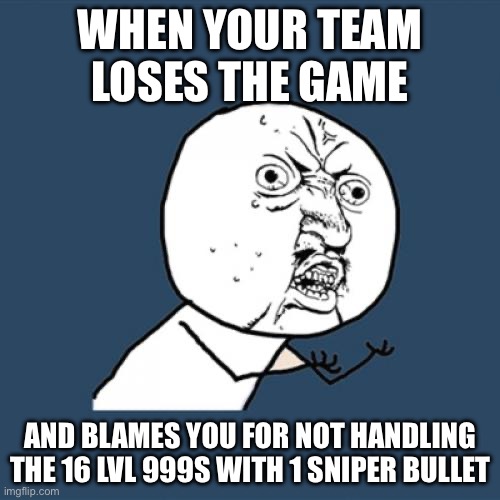 WHEN YOUR TEAM
LOSES THE GAME
AND BLAMES YOU FOR NOT HANDLING
THE 16 LVL 999S WITH 1 SNIPER BULLET
imgflip.com